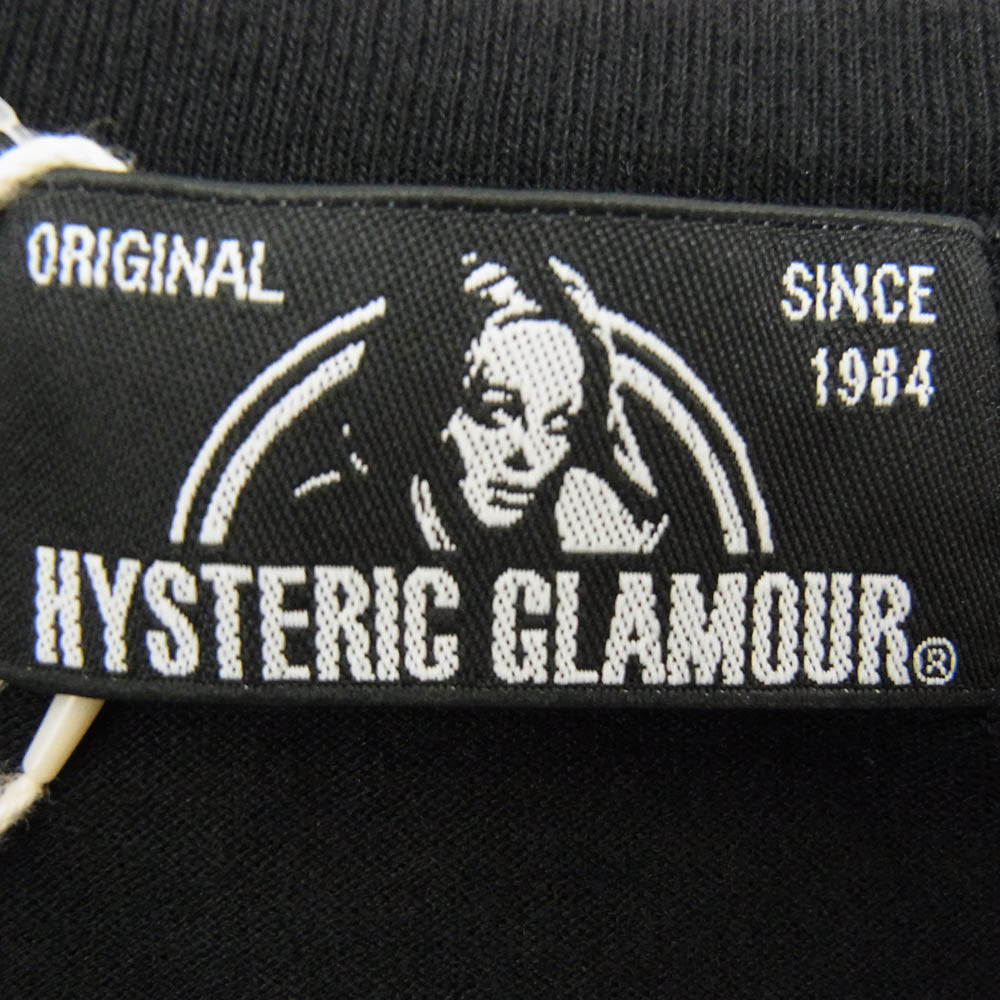 ORIGINAL
SINCE
1984
HYSTERIC GLAMOUR®